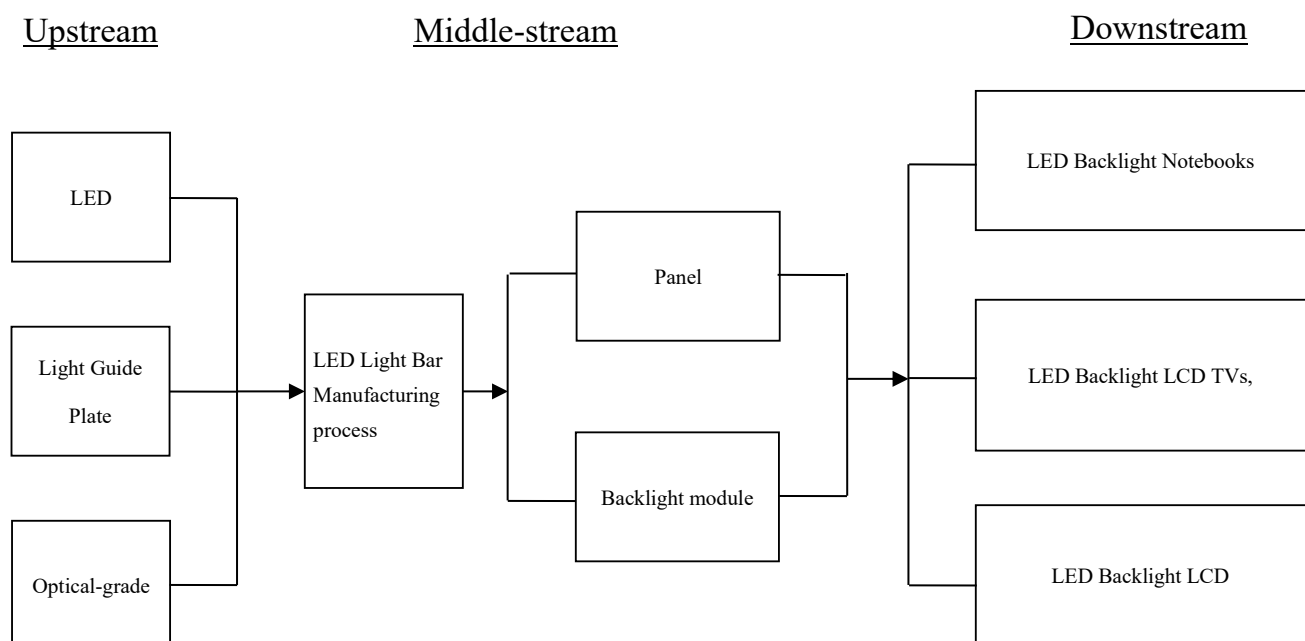 Upstream
Middle-stream
Downstream
LED
Light Guide
Plate
Optical-grade
LED Light Bar
Manufacturing
process
Panel
Backlight module
LED Backlight Notebooks
LED Backlight LCD TVs,
LED Backlight LCD